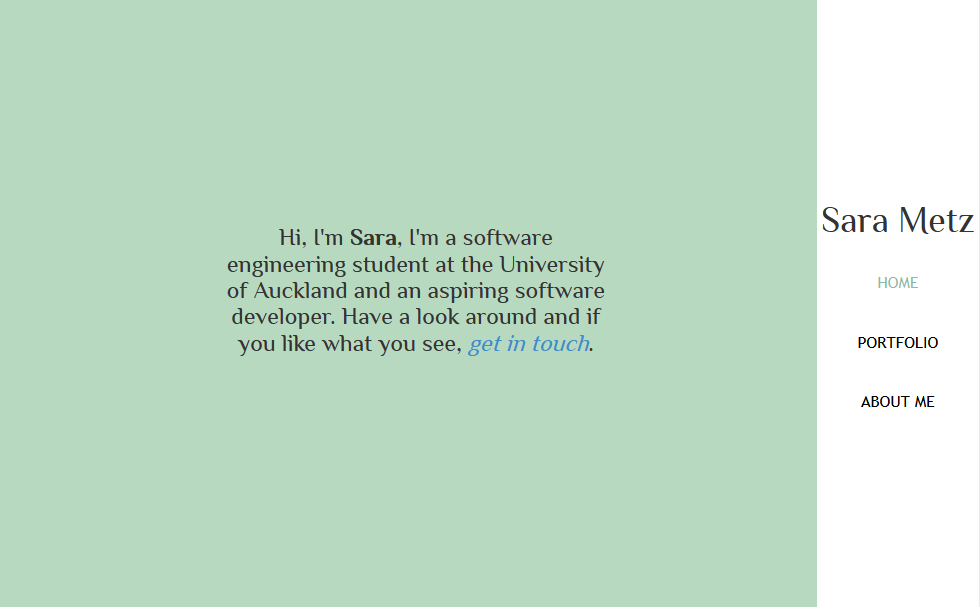 Hi, I'm Sara, I'm a software
engineering student at the University
of Auckland and an aspiring software
developer. Have a look around and if
you like what you see, get in touch.
Sara Metz
HOME
PORTFOLIO
ABOUT ME